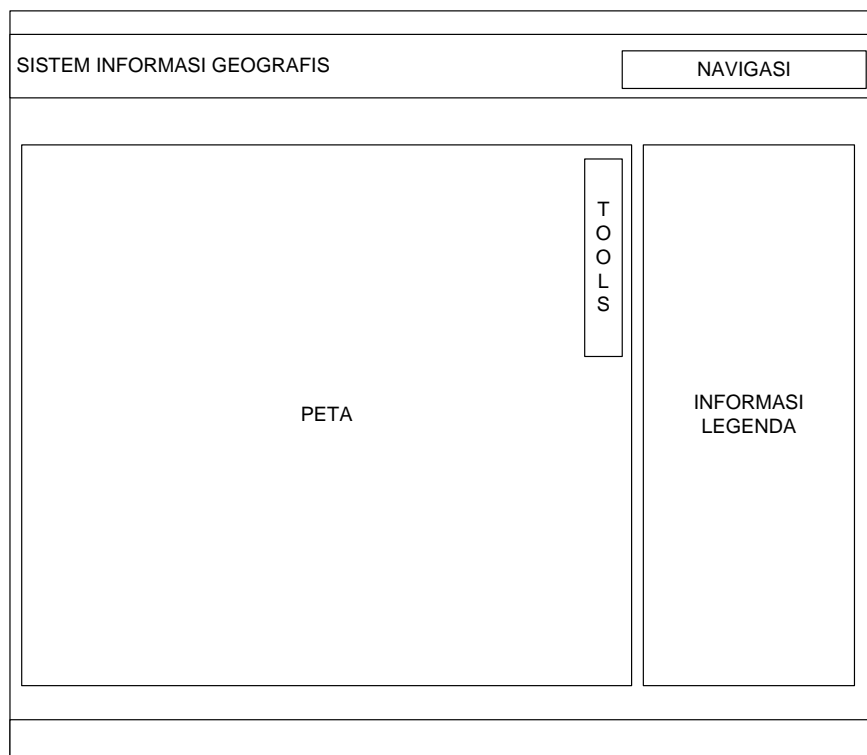 SISTEM INFORMASI GEOGRAFIS
NAVIGASI
T
O
O
L
S
PETA
INFORMASI
LEGENDA